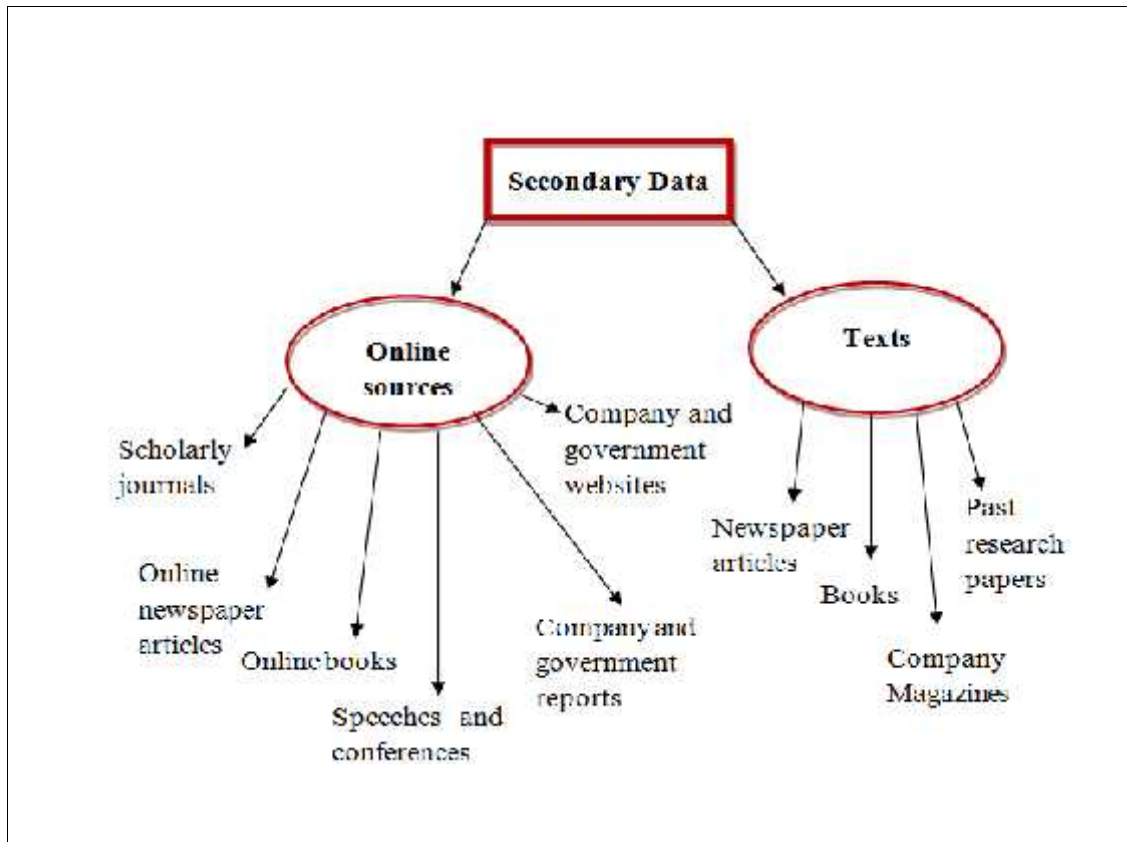 Secondary Data
Online
sources
Texts
Scholarly
journals
Online
newspaper
articles
Online books
Speeches and
conferences
Company and
government
reports
Company and
government
websites
Newspaper
articles
Books
Company
Magazines
Past
research
papers